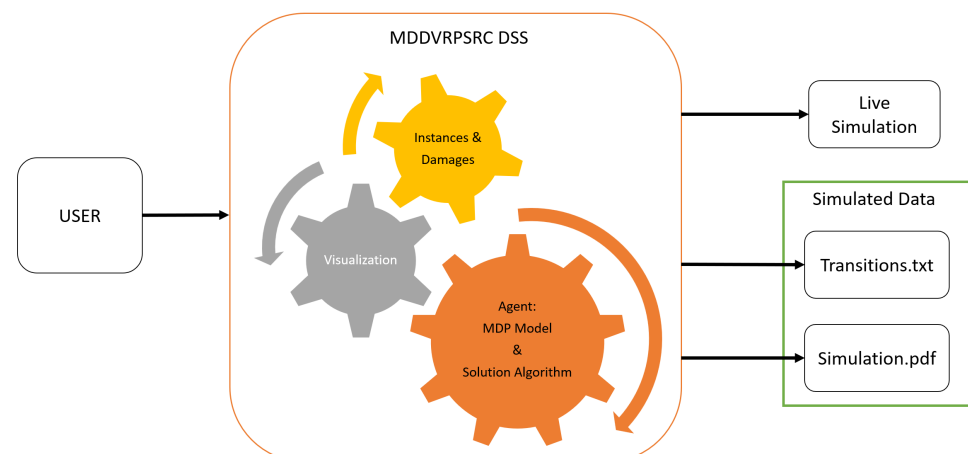 MDDVRPSRC DSS
USER
Instances &
Damages
Visualization
Agent:
MDP Model
&
Solution Algorithm
Live
Simulation
Simulated Data
Transitions.txt
Simulation.pdf